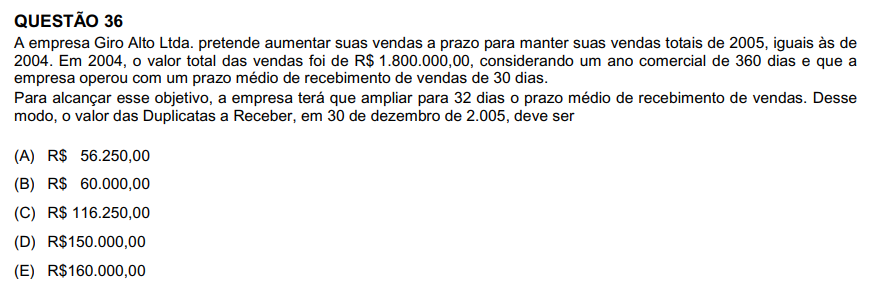 QUESTÃO 36
A empresa Giro Alto Ltda. pretende aumentar suas vendas a prazo para manter suas vendas totais de 2005, iguais às de
2004. Em 2004, o valor total das vendas foi de R$ 1.800.000,00, considerando um ano comercial de 360 dias e que a
empresa operou com um prazo médio de recebimento de vendas de 30 dias.
Para alcançar esse objetivo, a empresa terá que ampliar para 32 dias o prazo médio de recebimento de vendas. Desse
modo, o valor das Duplicatas a Receber, em 30 de dezembro de 2.005, deve ser
(A) R$ 56.250,00
(B) R$ 60.000,00
(C) R$ 116.250,00
(D) R$150.000,00
(E) R$160.000,00